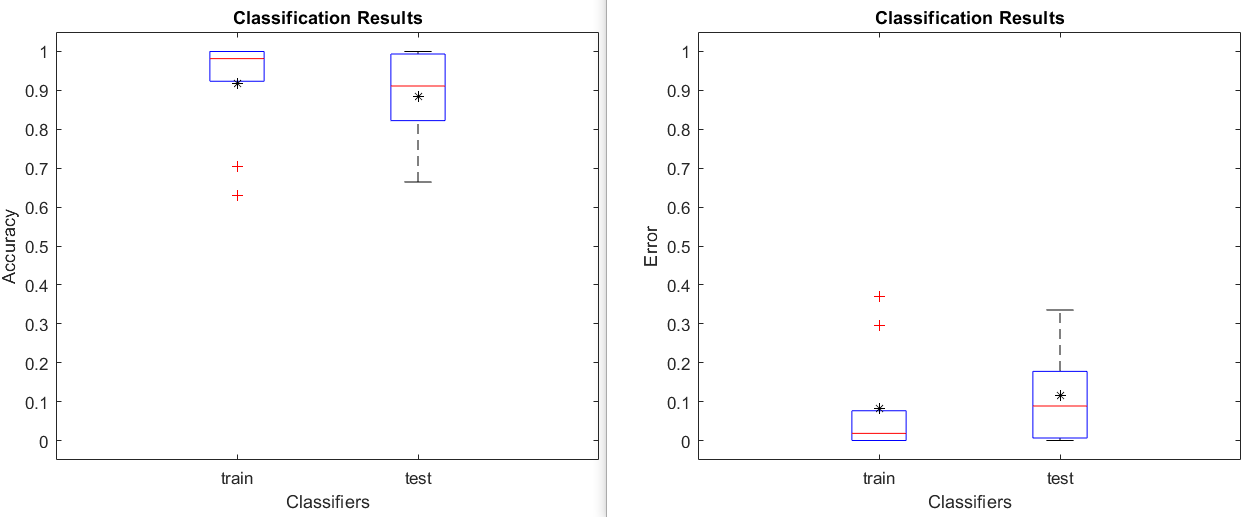 Classification Results
1
0.9
0.8
0.7
0.6
0.5
0.4
0.3
0.2
0.1
0
Accuracy
train
test
Classifiers
Classification Results
1
0.9
0.8
0.7
0.6
0.5
0.4
0.3
0.2
0.1
0
Error
train
test
Classifiers